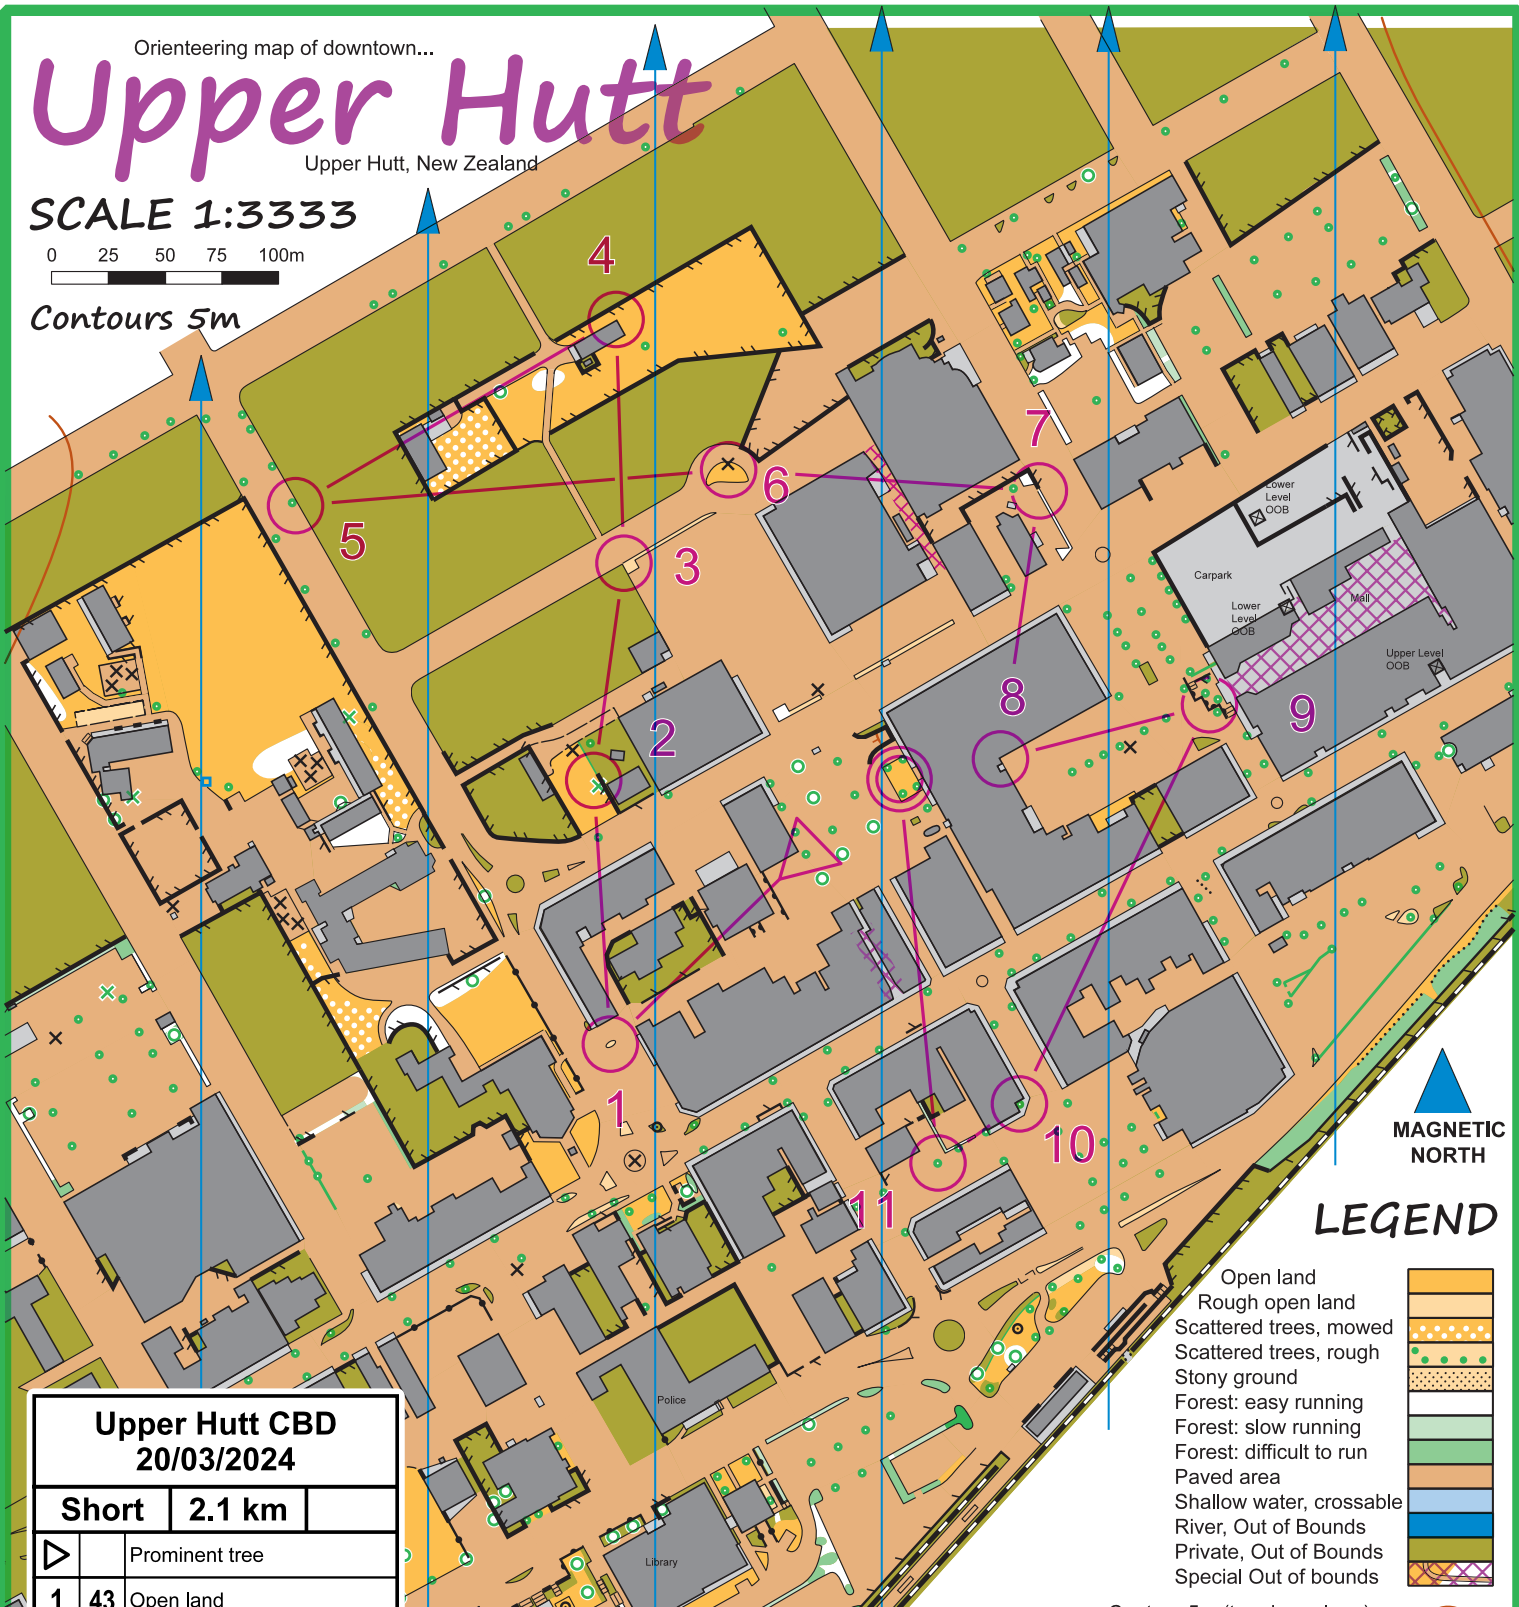 Orienteering map of downtown...
Upper Hutt
Upper Hutt, New Zealand
SCALE 1:3333
0 25 50 75 100m
Contours 5m
4
7
6
5
3
Lower
Level
OOB
Carpark
Mall
Lower
Level
OOB
Upper Level
OOB
8
9
2
1
10
11
MAGNETIC
NORTH
LEGEND
Open land
Rough open land
Scattered trees, mowed
Scattered trees, rough
Stony ground
Forest: easy running
Forest: slow running
Forest: difficult to run
Paved area
Shallow water, crossable
River, Out of Bounds
Private, Out of Bounds
Special Out of bounds
Police
Library
Upper Hutt CBD
20/03/2024
Short 2.1 km
Prominent tree
1 43 Open land